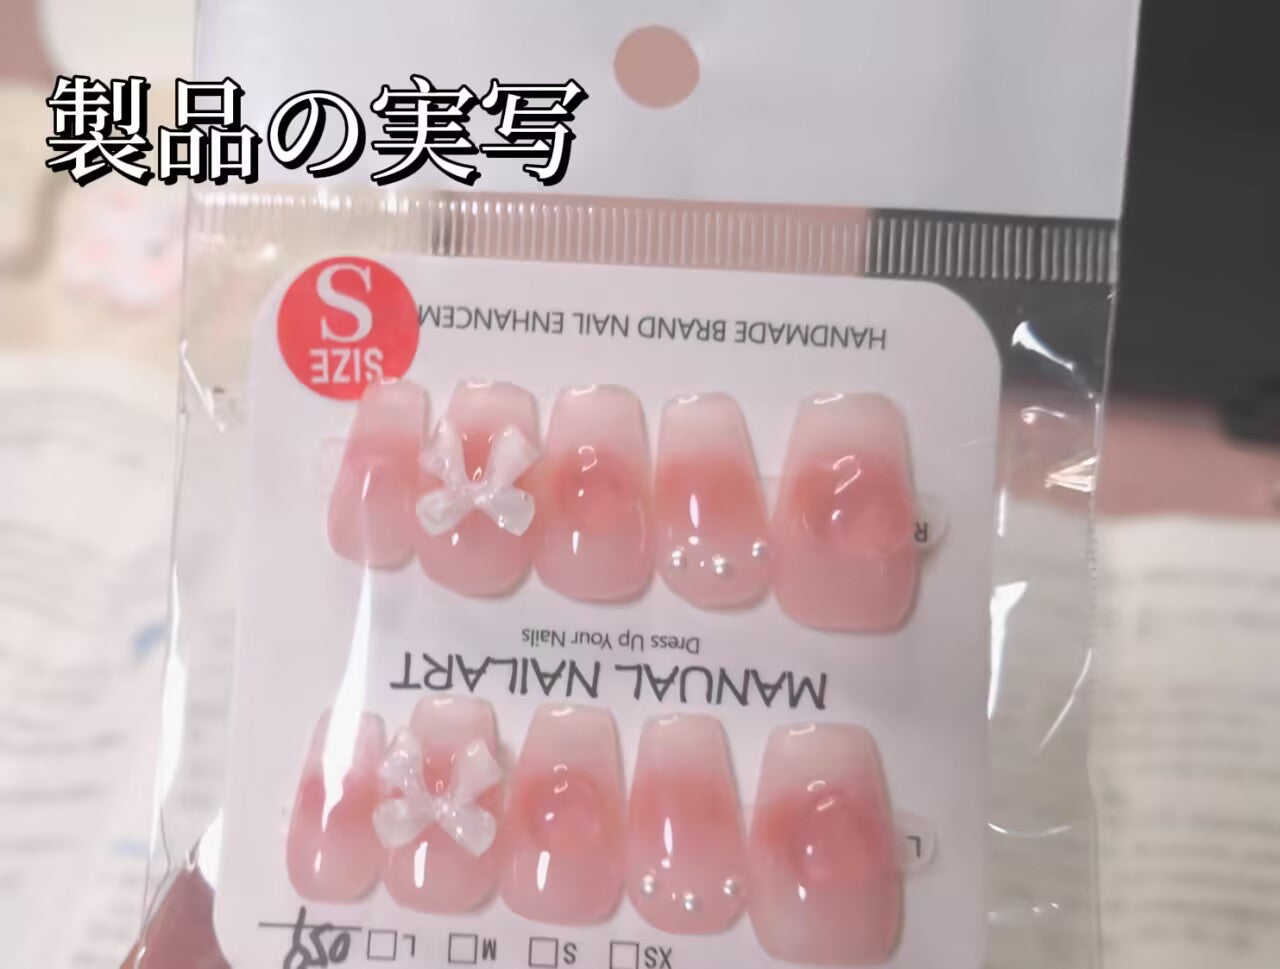 製品の実写
S
SIZE
HANDMADE BRAND NAIL ENHANCEM
R
Dress Up Your Nails
MANUAL NAILART
L
XS S M L